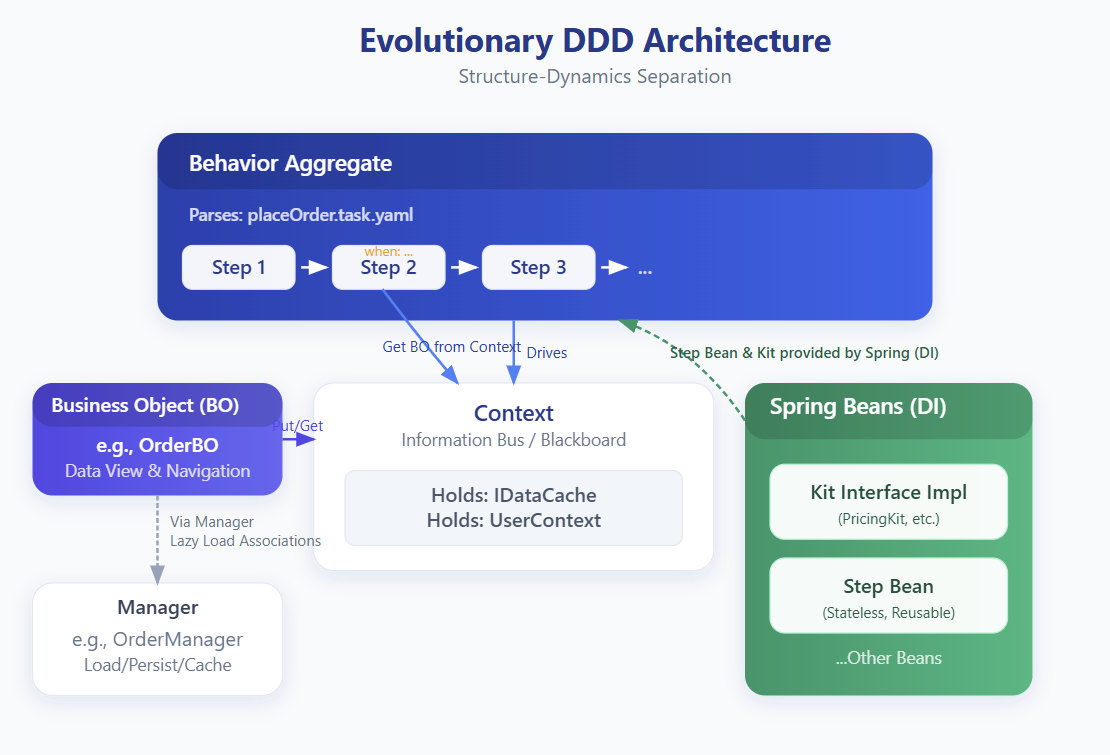 Evolutionary DDD Architecture
Structure-Dynamics Separation
Behavior Aggregate
Parses: placeOrder.task.yaml
Step 1
when: ...
Step 2
Step 3
...
Get BO from Context
Drives
Step Bean & Kit provided by Spring (DI)
Business Object (BO)
e.g., OrderBO
Data View & Navigation
Put/Get
Context
Information Bus / Blackboard
Holds: IDataCache
Holds: UserContext
Spring Beans (DI)
Kit Interface Impl
(PricingKit, etc.)
Step Bean
(Stateless, Reusable)
...Other Beans
Via Manager
Lazy Load Associations
Manager
e.g., OrderManager
Load/Persist/Cache